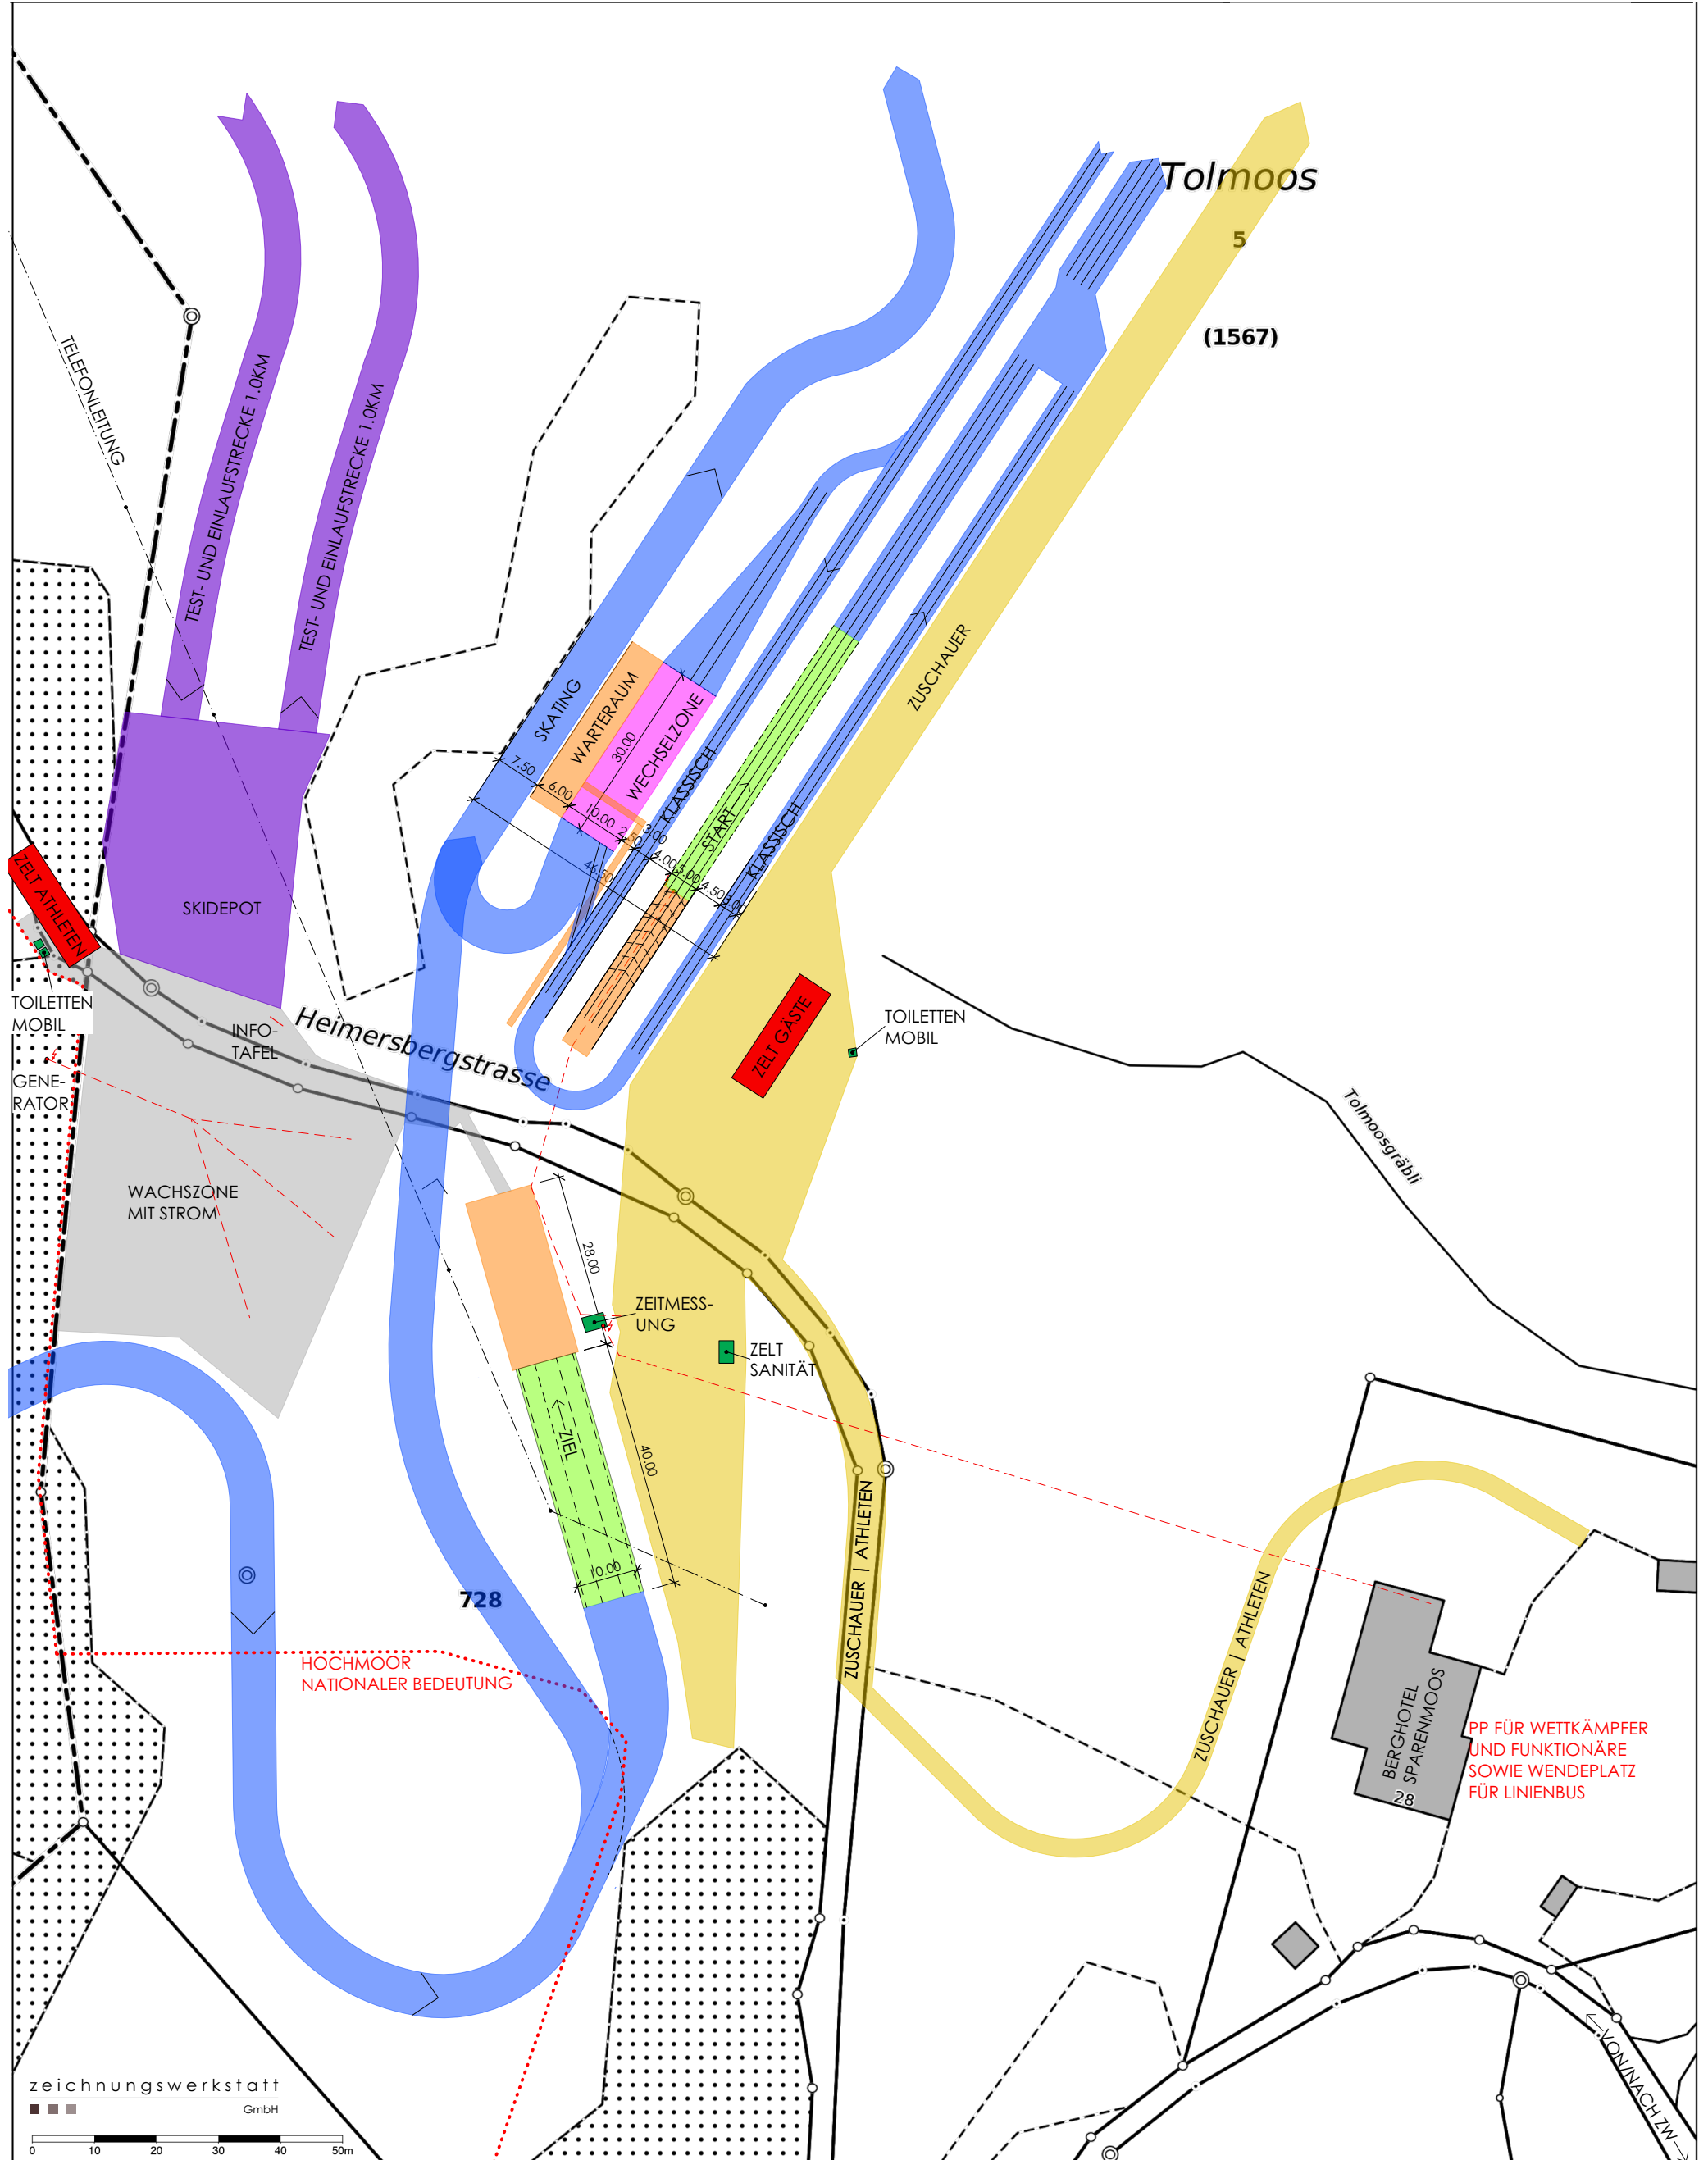 Tolmoos
5
(1567)
TELEFONLEITUNG
TEST- UND EINLAUFSTRECKE 1.0KM
TEST- UND EINLAUFSTRECKE 1.0KM
ZUSCHAUER
SKATING
WARTERAUM
WECHSELZONE
30.00
KLASSISCH
START
KLASSISCH
7.50
6.00
10.00
2.50
3.00
4.00
5.00
4.50
3.00
46.50
ZELT ATHLETEN
SKIDEPOT
TOILETTEN
MOBIL
INFO-
TAFEL
Heimersbergstrasse
ZELT GÄSTE
TOILETTEN
MOBIL
GENE-
RATOR
Tolmoosgräbli
WACHSZONE
MIT STROM
28.00
ZEITMESS-
UNG
ZELT
SANITÄT
ZIEL
40.00
10.00
728
ZUSCHAUER | ATHLETEN
ZUSCHAUER | ATHLETEN
HOCHMOOR
NATIONALER BEDEUTUNG
BERGHOTEL
SPARENMOOS
28
PP FÜR WETTKÄMPFER
UND FUNKTIONÄRE
SOWIE WENDEPLATZ
FÜR LINIENBUS
VON/NACH ZW
zeichnungswerkstatt
GmbH
0 10 20 30 40 50m